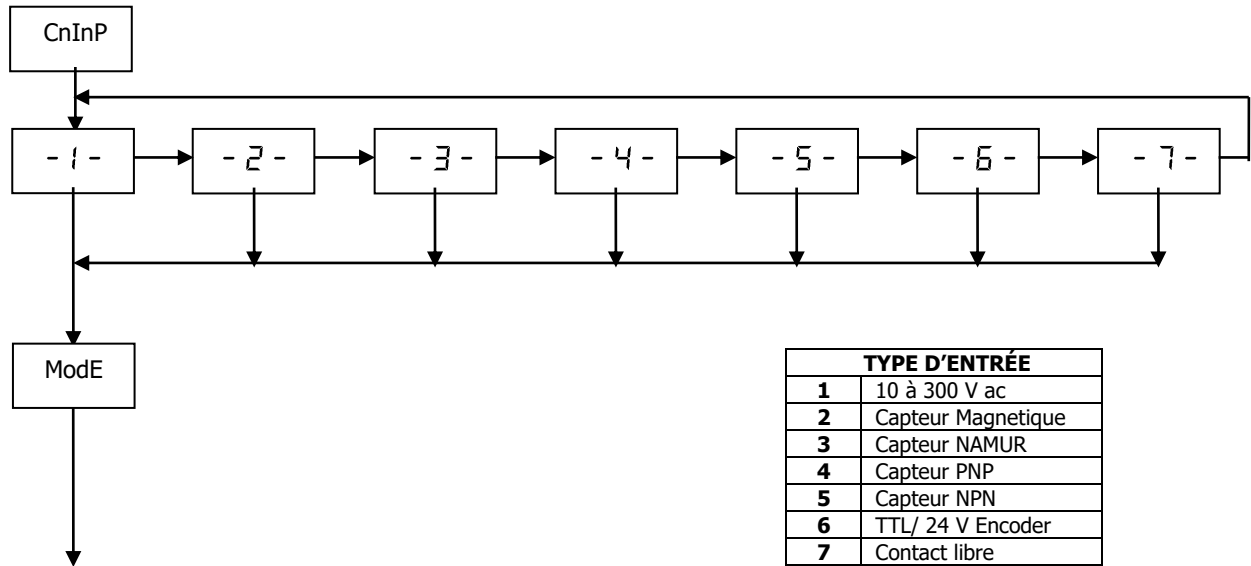 CnInP
- 1 - - 2 - - 3 - - 4 - - 5 - - 6 - - 7 -
ModE
TYPE D’ENTRÉE
1 10 à 300 V ac
2 Capteur Magnetique
3 Capteur NAMUR
4 Capteur PNP
5 Capteur NPN
6 TTL/ 24 V Encoder
7 Contact libre